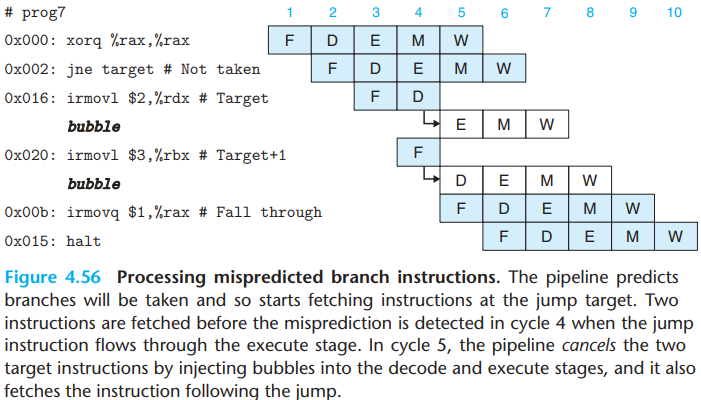 # prog7 1 2 3 4 5 6 7 8 9 10
0x000: xorq %rax,%rax F D E M W
0x002: jne target # Not taken F D E M W
0x016: irmovl $2,%rdx # Target F D
bubble E M W
0x020: irmovl $3,%rbx # Target+1 F
bubble D E M W
0x00b: irmovq $1,%rax # Fall through F D E M W
0x015: halt F D E M W
Figure 4.56 Processing mispredicted branch instructions. The pipeline predicts
branches will be taken and so starts fetching instructions at the jump target. Two
instructions are fetched before the misprediction is detected in cycle 4 when the jump
instruction flows through the execute stage. In cycle 5, the pipeline cancels the two
target instructions by injecting bubbles into the decode and execute stages, and it also
fetches the instruction following the jump.